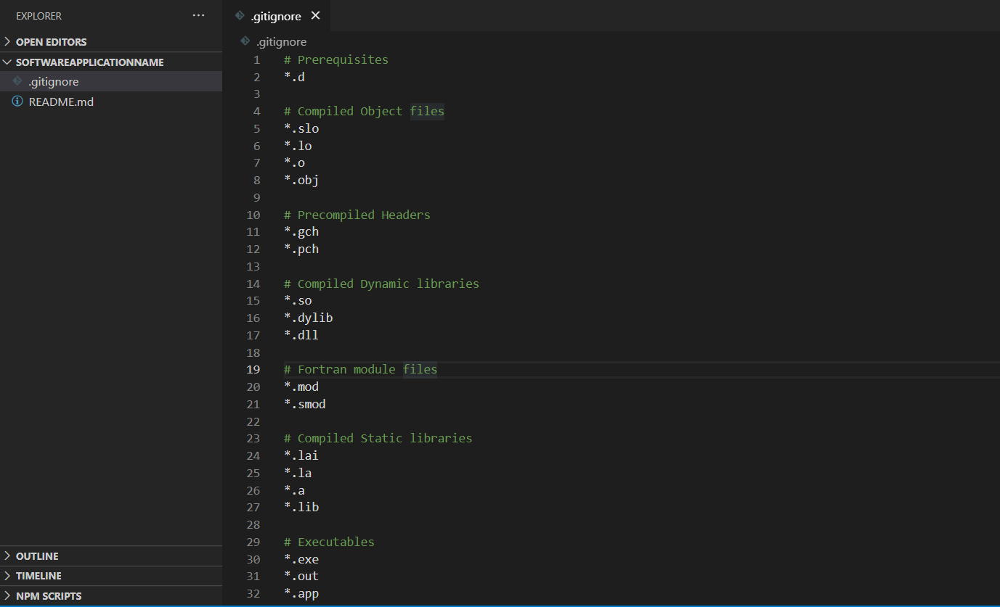 EXPLORER
···
OPEN EDITORS
SOFTWAREAPPLICATIONNAME
.gitignore
README.md
OUTLINE
TIMELINE
NPM SCRIPTS
.gitignore
.gitignore
1 # Prerequisites
2 *.d
3
4 # Compiled Object files
5 *.slo
6 *.lo
7 *.o
8 *.obj
9
10 # Precompiled Headers
11 *.gch
12 *.pch
13
14 # Compiled Dynamic libraries
15 *.so
16 *.dylib
17 *.dll
18
19 # Fortran module files
20 *.mod
21 *.smod
22
23 # Compiled Static libraries
24 *.lai
25 *.la
26 *.a
27 *.lib
28
29 # Executables
30 *.exe
31 *.out
32 *.app